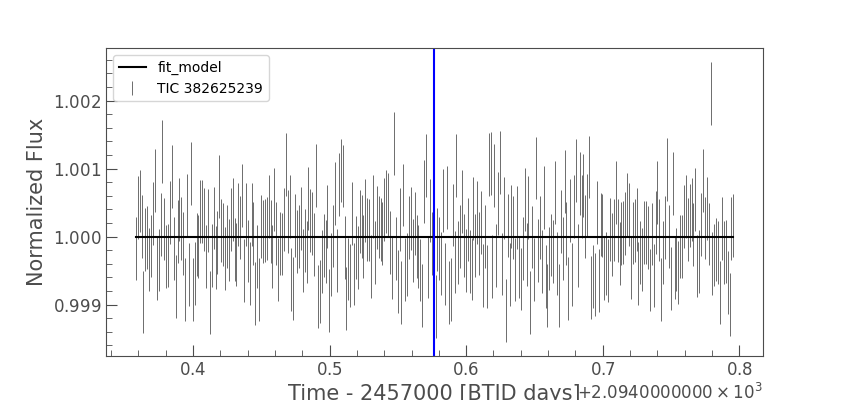 fit_model
TIC 382625239
Normalized Flux
1.002
1.001
1.000
0.999
0.4 0.5 0.6 0.7 0.8
Time - 2457000 [BTJD days]
+2.0940000000 × 10³